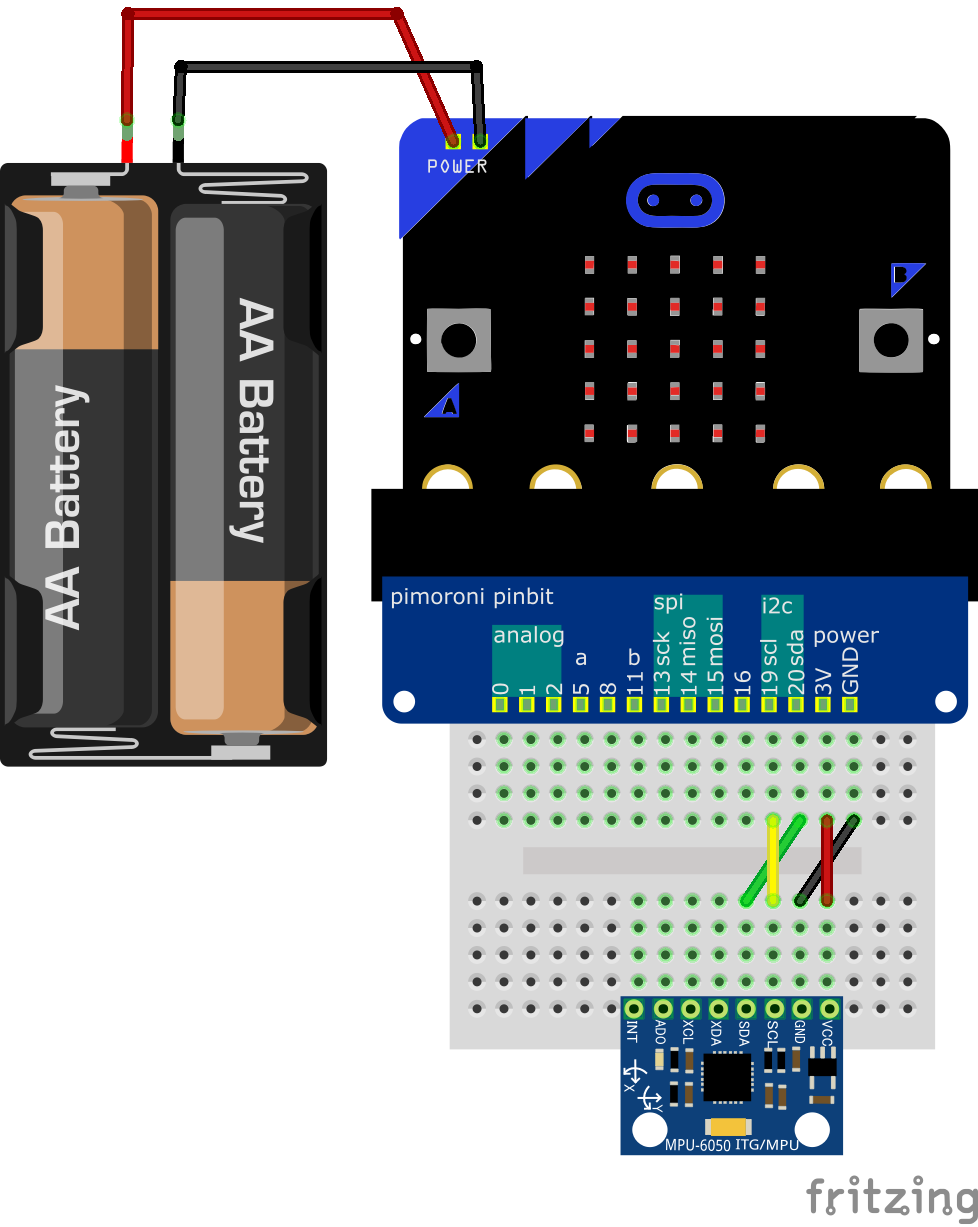 POWER
B
A
AA Battery
AA Battery
pimoroni pinbit
spi
i2c
analog
power
a
b
0
1
2
5
8
11
13 sck
14 miso
15 mosi
16
19 scl
20 sda
3V
GND
INT
AD0
XCL
XDA
SDA
SCL
GND
VCC
X
Y
MPU-6050 ITG/MPU
fritzing